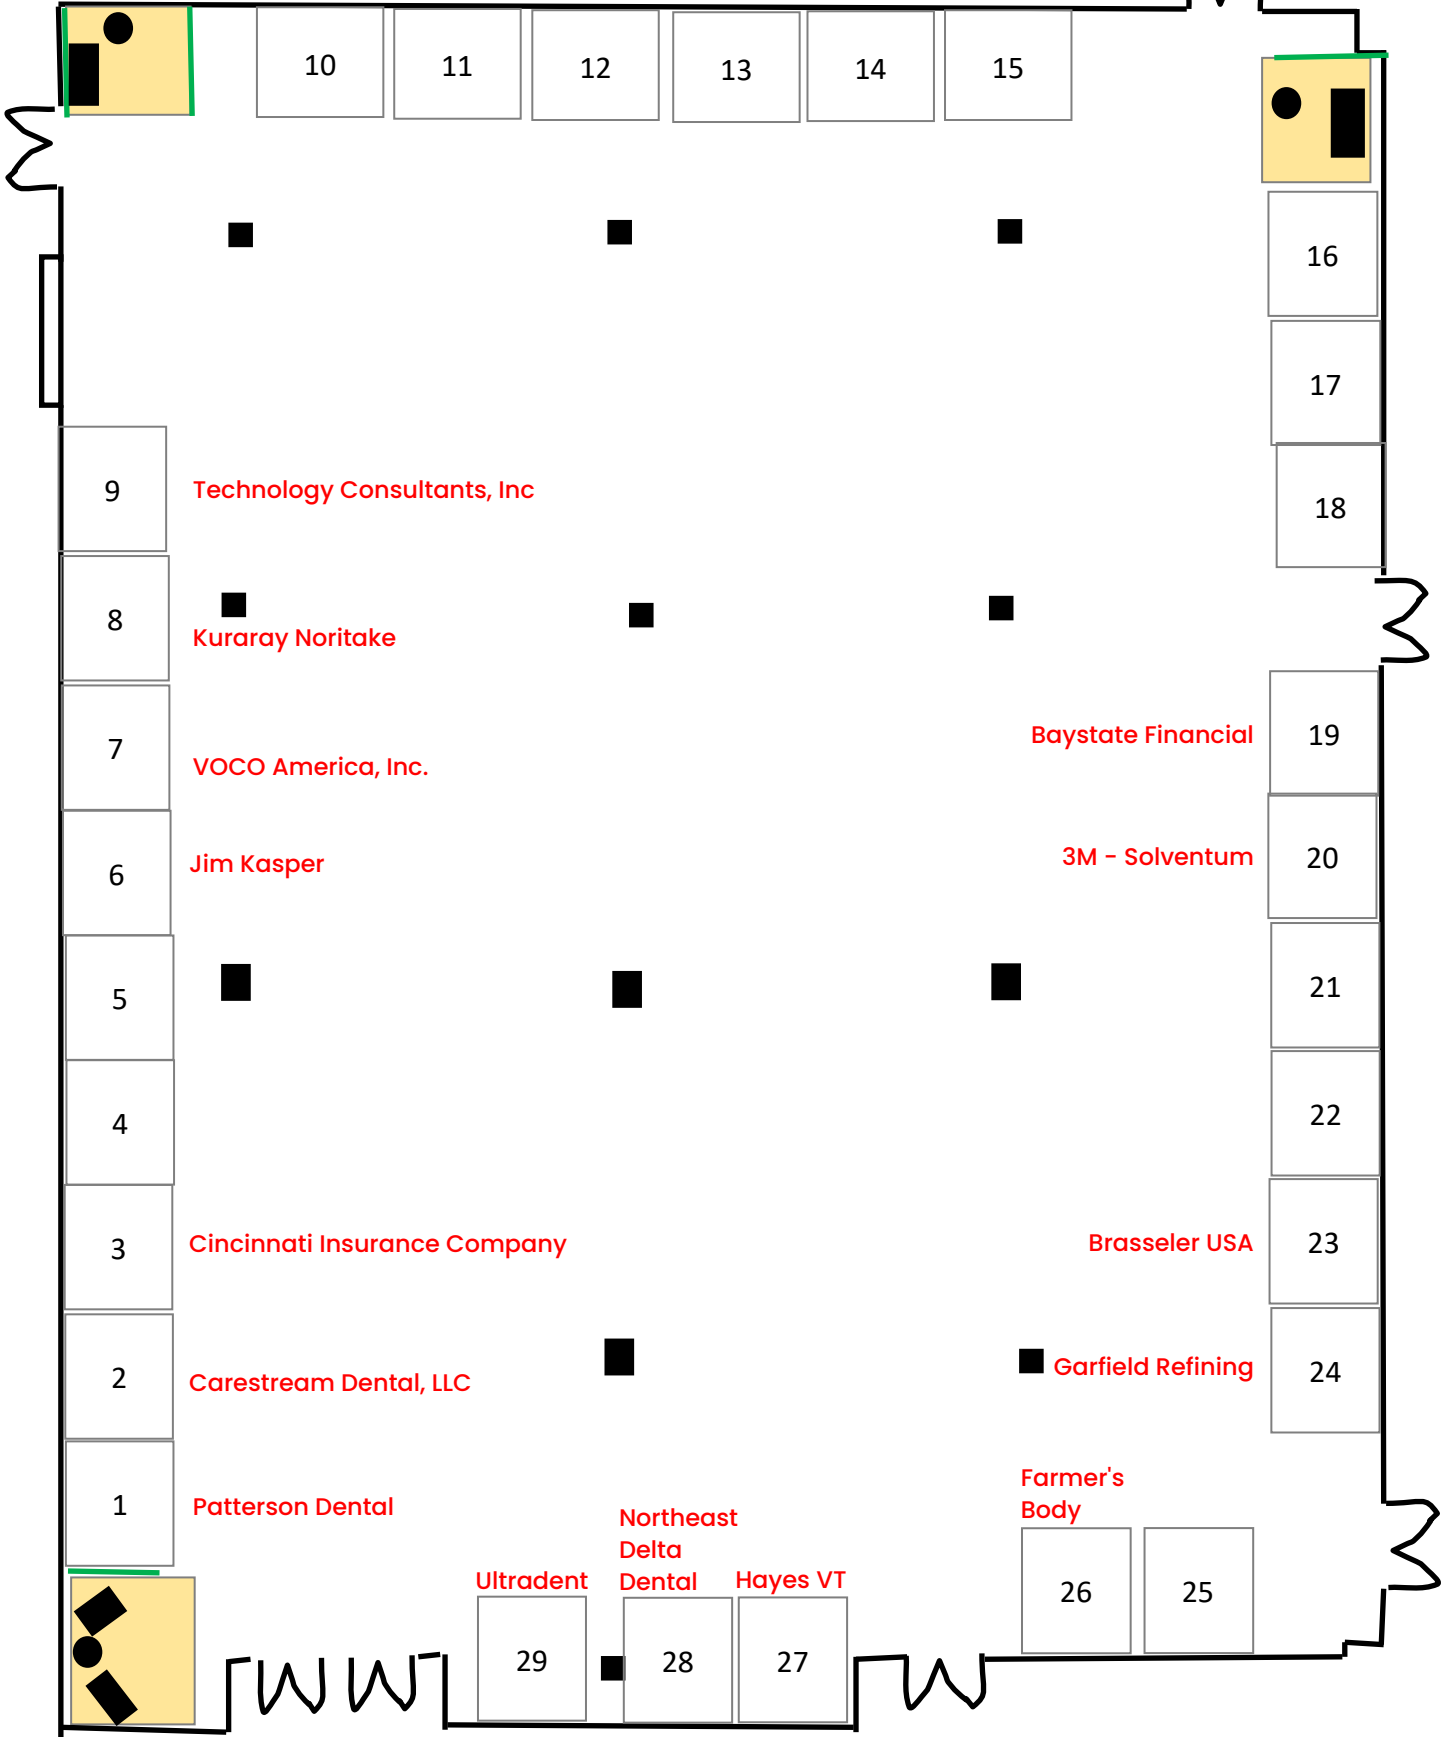 10
11
12
13
14
15
16
17
9
Technology Consultants, Inc
18
8
Kuraray Noritake
7
VOCO America, Inc.
Baystate Financial
19
6
Jim Kasper
3M - Solventum
20
5
21
4
22
3
Cincinnati Insurance Company
Brasseler USA
23
2
Carestream Dental, LLC
Garfield Refining
24
1
Patterson Dental
Farmer's
Body
Northeast
Delta
Dental
Ultradent
Hayes VT
26
25
29
28
27